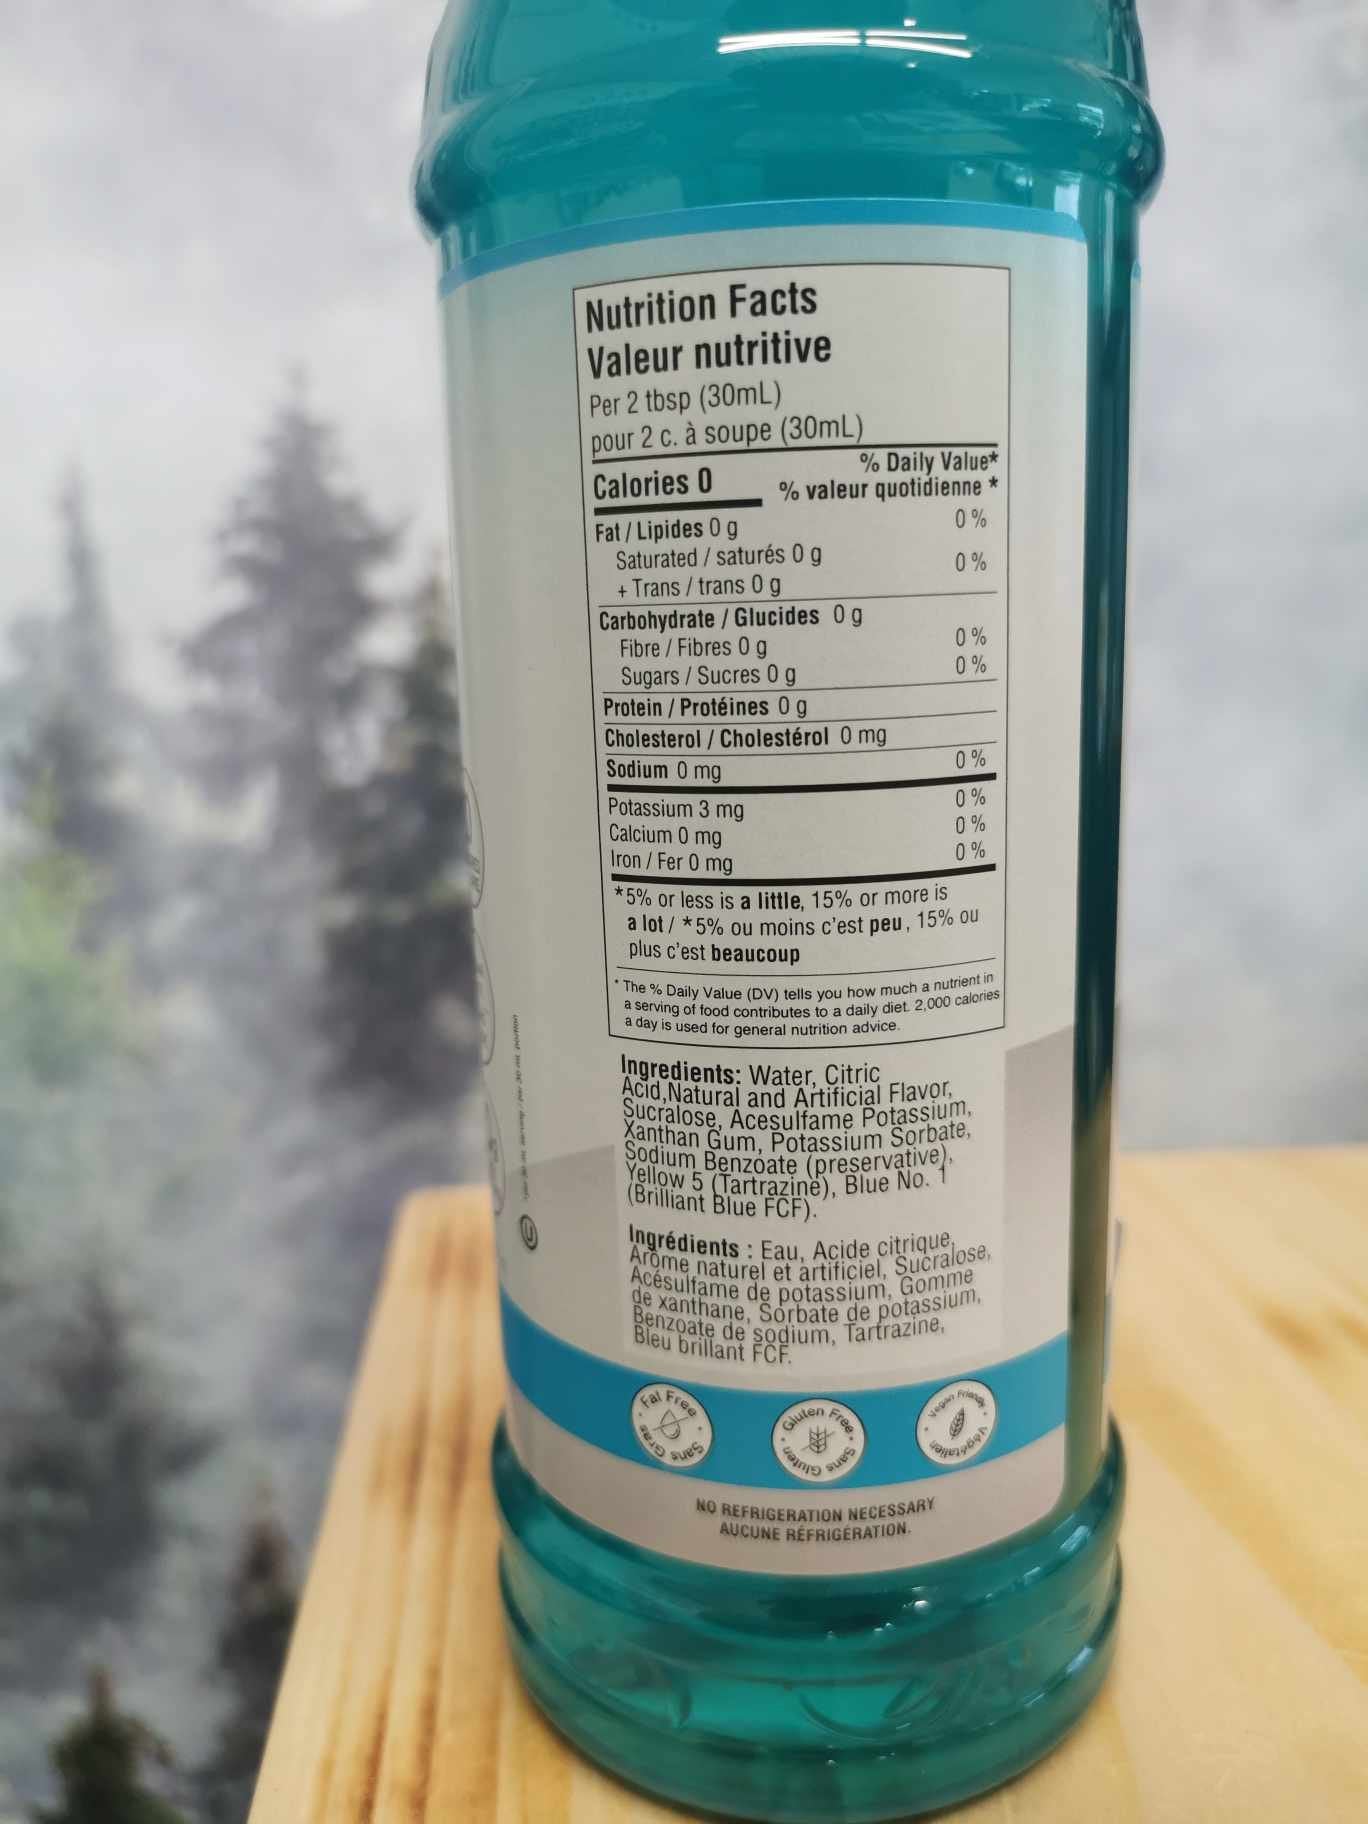 Nutrition Facts
Valeur nutritive
Per 2 tbsp (30mL)
pour 2 c. à soupe (30mL)
% Daily Value*
Calories 0 % valeur quotidienne *
Fat / Lipides 0 g 0 %
Saturated / saturés 0 g 0 %
+ Trans / trans 0 g
Carbohydrate / Glucides 0 g
Fibre / Fibres 0 g 0 %
Sugars / Sucres 0 g 0 %
Protein / Protéines 0 g
Cholesterol / Cholestérol 0 mg
Sodium 0 mg 0 %
Potassium 3 mg 0 %
Calcium 0 mg 0 %
Iron / Fer 0 mg 0 %
*5% or less is a little, 15% or more is
a lot / *5% ou moins c'est peu, 15% ou
plus c'est beaucoup
* The % Daily Value (DV) tells you how much a nutrient in
a serving of food contributes to a daily diet. 2,000 calories
a day is used for general nutrition advice.
Ingredients: Water, Citric
Acid,Natural and Artificial Flavor,
Sucralose, Acesulfame Potassium,
Xanthan Gum, Potassium Sorbate,
Sodium Benzoate (preservative),
Yellow 5 (Tartrazine), Blue No. 1
(Brilliant Blue FCF).
Ingrédients : Eau, Acide citrique,
Arôme naturel et artificiel, Sucralose,
Acésulfame de potassium, Gomme
de xanthane, Sorbate de potassium,
Benzoate de sodium, Tartrazine,
Bleu brillant FCF.
Fat Free • Sans Gras •
Gluten Free • Sans Gluten •
Vegan Friendly • Végétalien •
NO REFRIGERATION NECESSARY
AUCUNE RÉFRIGÉRATION.
U